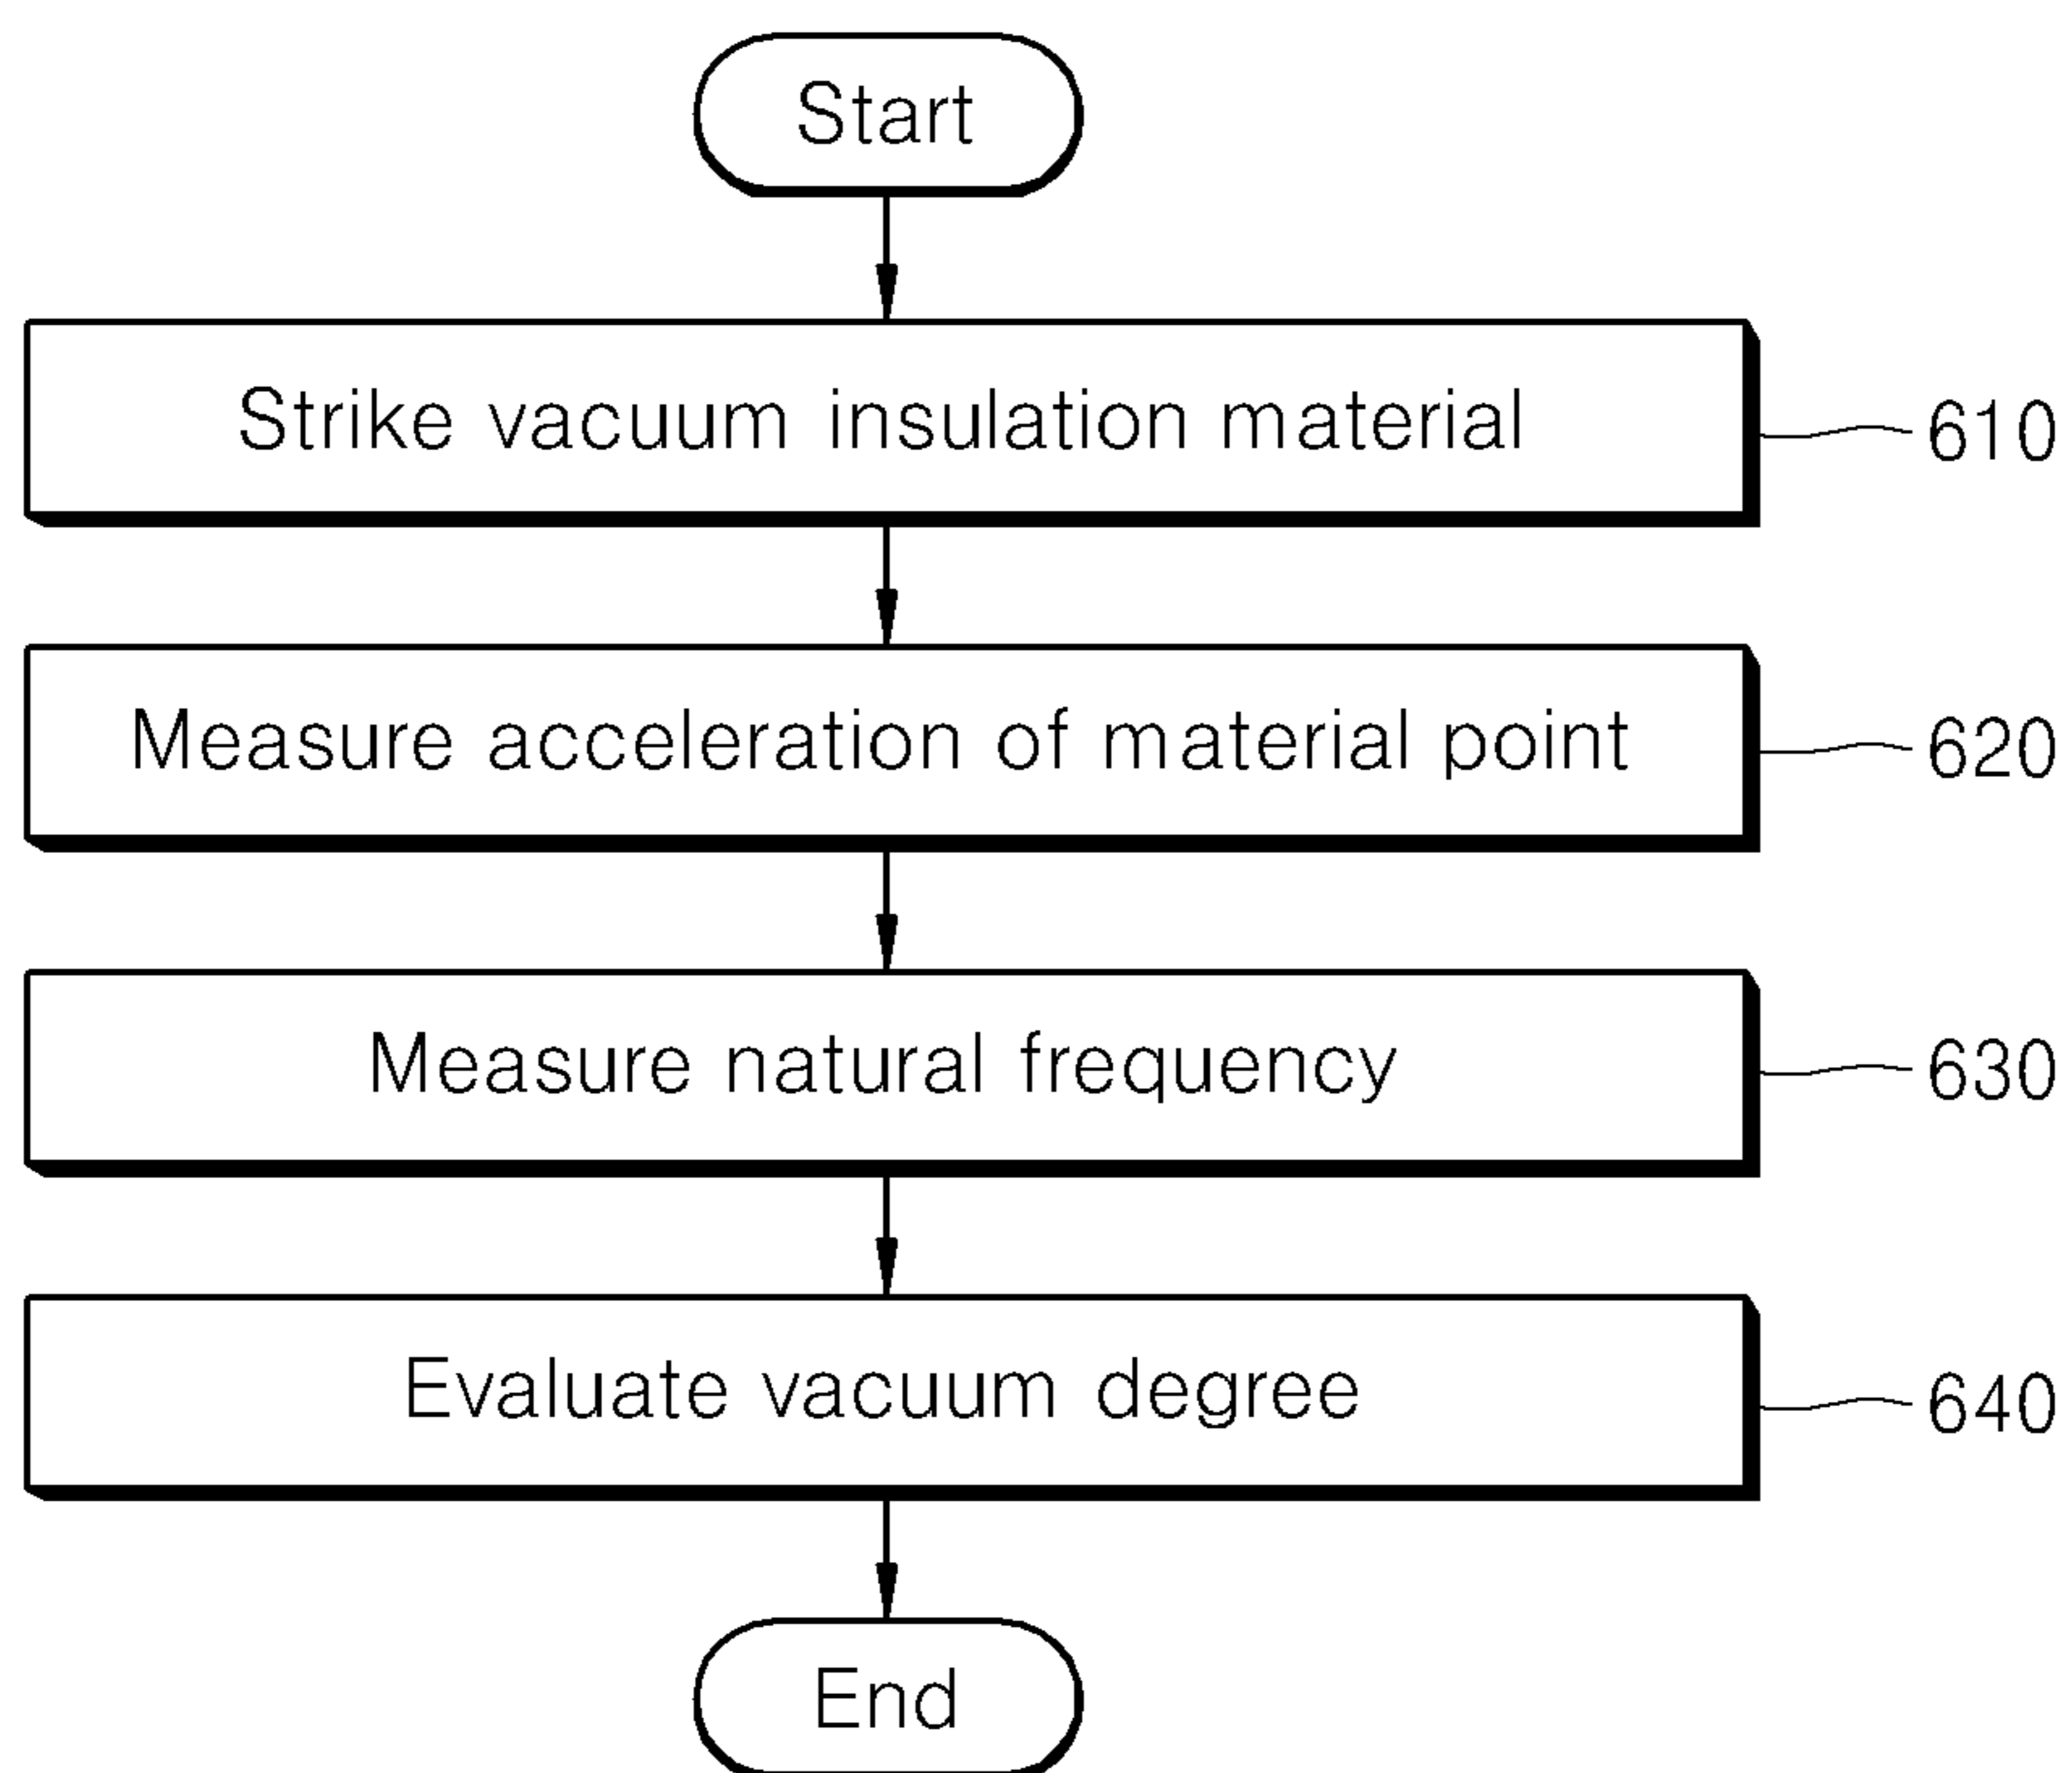 Start
Strike vacuum insulation material
610
Measure acceleration of material point
620
Measure natural frequency
630
Evaluate vacuum degree
640
End